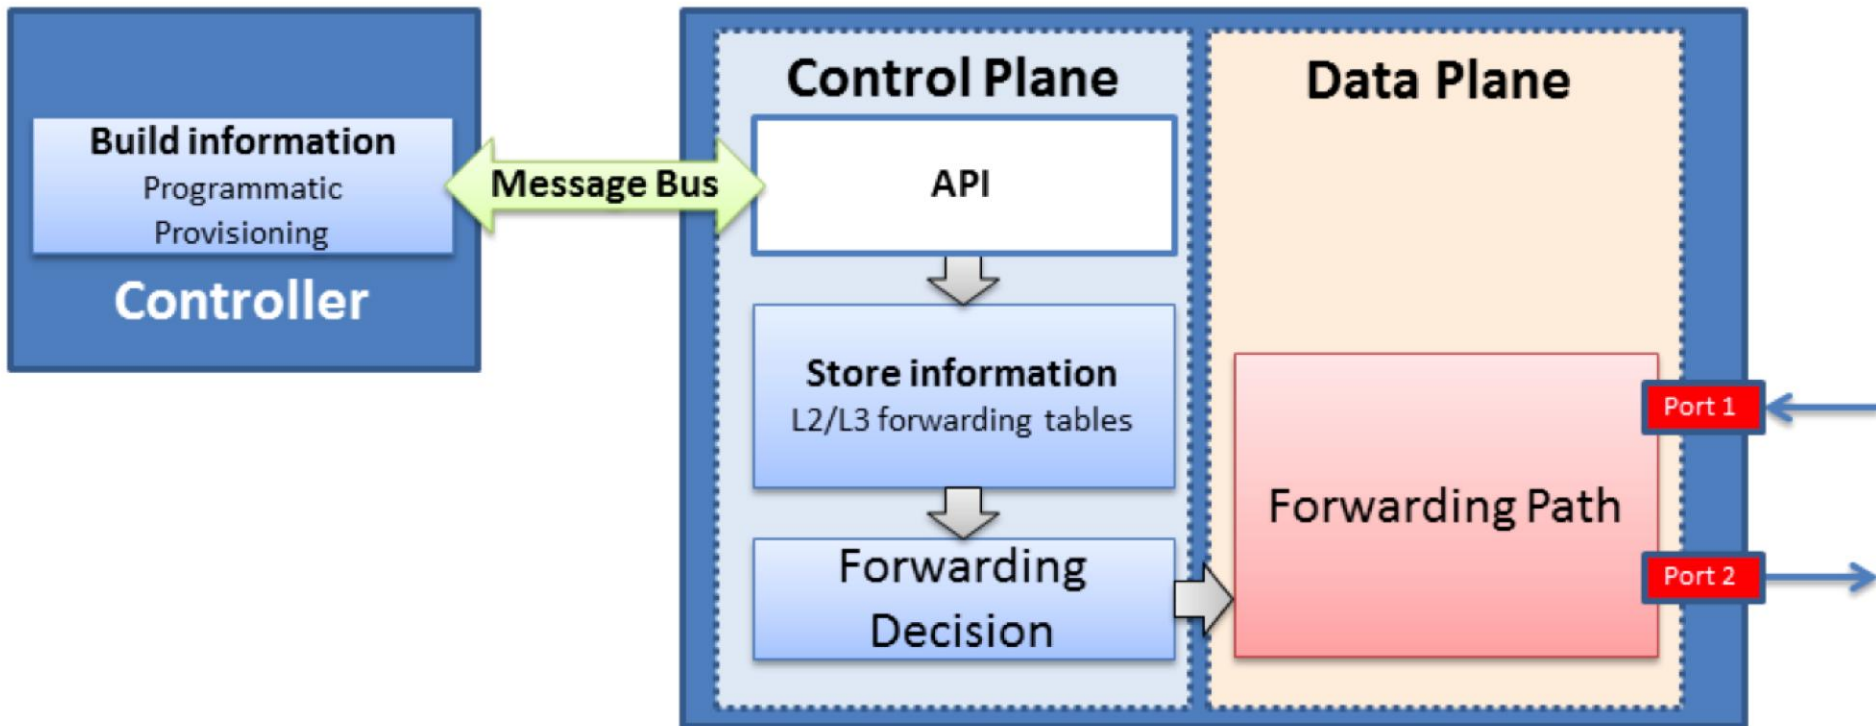 Build information
Programmatic
Provisioning
Controller
Message Bus
Control Plane
API
Store information
L2/L3 forwarding tables
Forwarding
Decision
Data Plane
Forwarding Path
Port 1
Port 2